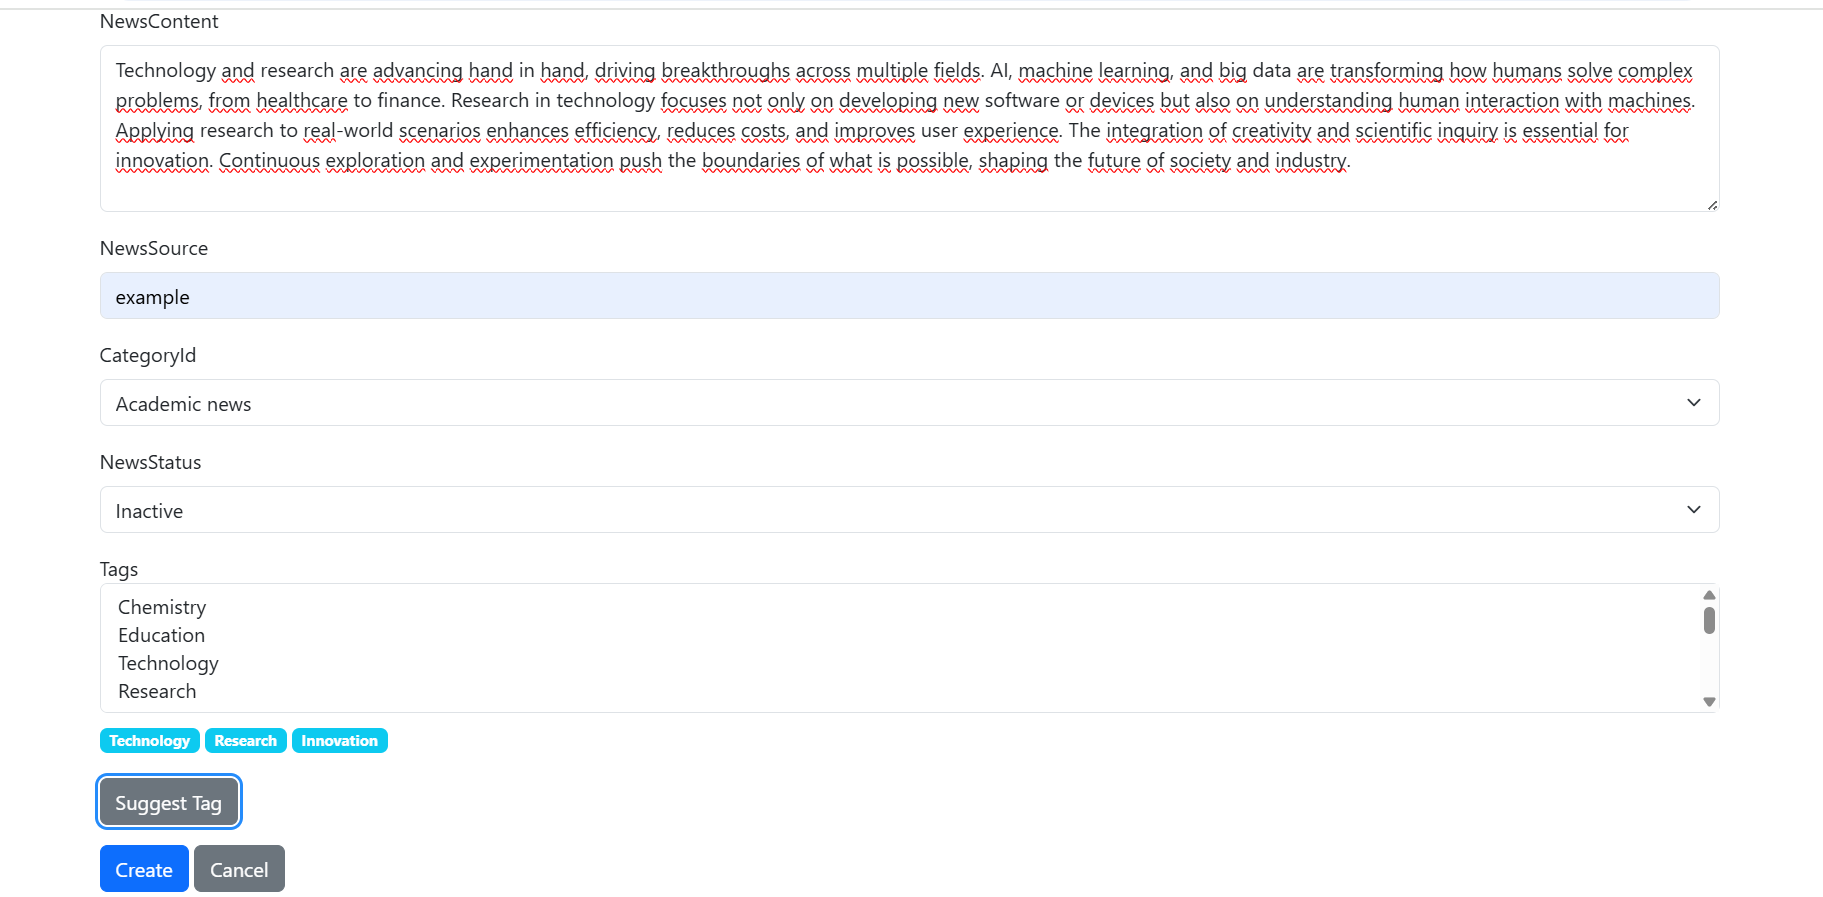 NewsContent
Technology and research are advancing hand in hand, driving breakthroughs across multiple fields. AI, machine learning, and big data are transforming how humans solve complex
problems, from healthcare to finance. Research in technology focuses not only on developing new software or devices but also on understanding human interaction with machines.
Applying research to real-world scenarios enhances efficiency, reduces costs, and improves user experience. The integration of creativity and scientific inquiry is essential for
innovation. Continuous exploration and experimentation push the boundaries of what is possible, shaping the future of society and industry.
NewsSource
example
CategoryId
Academic news
NewsStatus
Inactive
Tags
Chemistry
Education
Technology
Research
Technology Research Innovation
Suggest Tag
Create Cancel